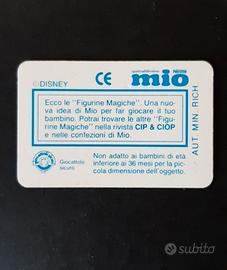 ©DISNEY
CE
mio
Ecco le "Figurine Magiche". Una nuo-
va idea di Mio per far giocare il tuo
bambino. Potrai trovare le altre "Figu-
rine Magiche" nella rivista CIP & CIOP
e nelle confezioni di Mio.
AUT. MIN. RICH
Giocattolo
sicuro
Non adatto ai bambini di età
inferiore ai 36 mesi per la pic-
cola dimensione dell'oggetto.
subito